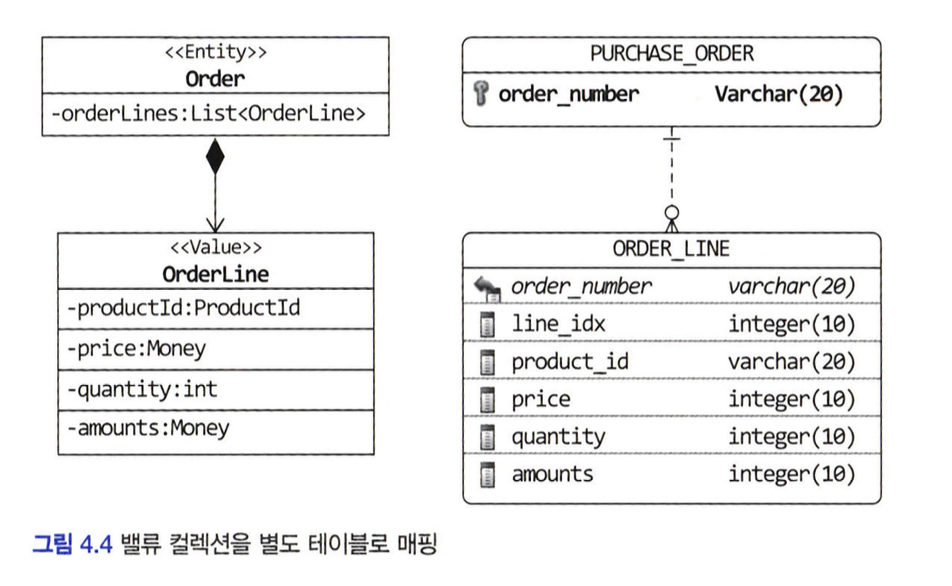 <<Entity>>
Order
-orderLines:List<OrderLine>
<<Value>>
OrderLine
-productId:ProductId
-price:Money
-quantity:int
-amounts:Money
PURCHASE_ORDER
order_number Varchar(20)
ORDER_LINE
order_number varchar(20)
line_idx integer(10)
product_id varchar(20)
price integer(10)
quantity integer(10)
amounts integer(10)
그림 4.4 밸류 컬렉션을 별도 테이블로 매핑